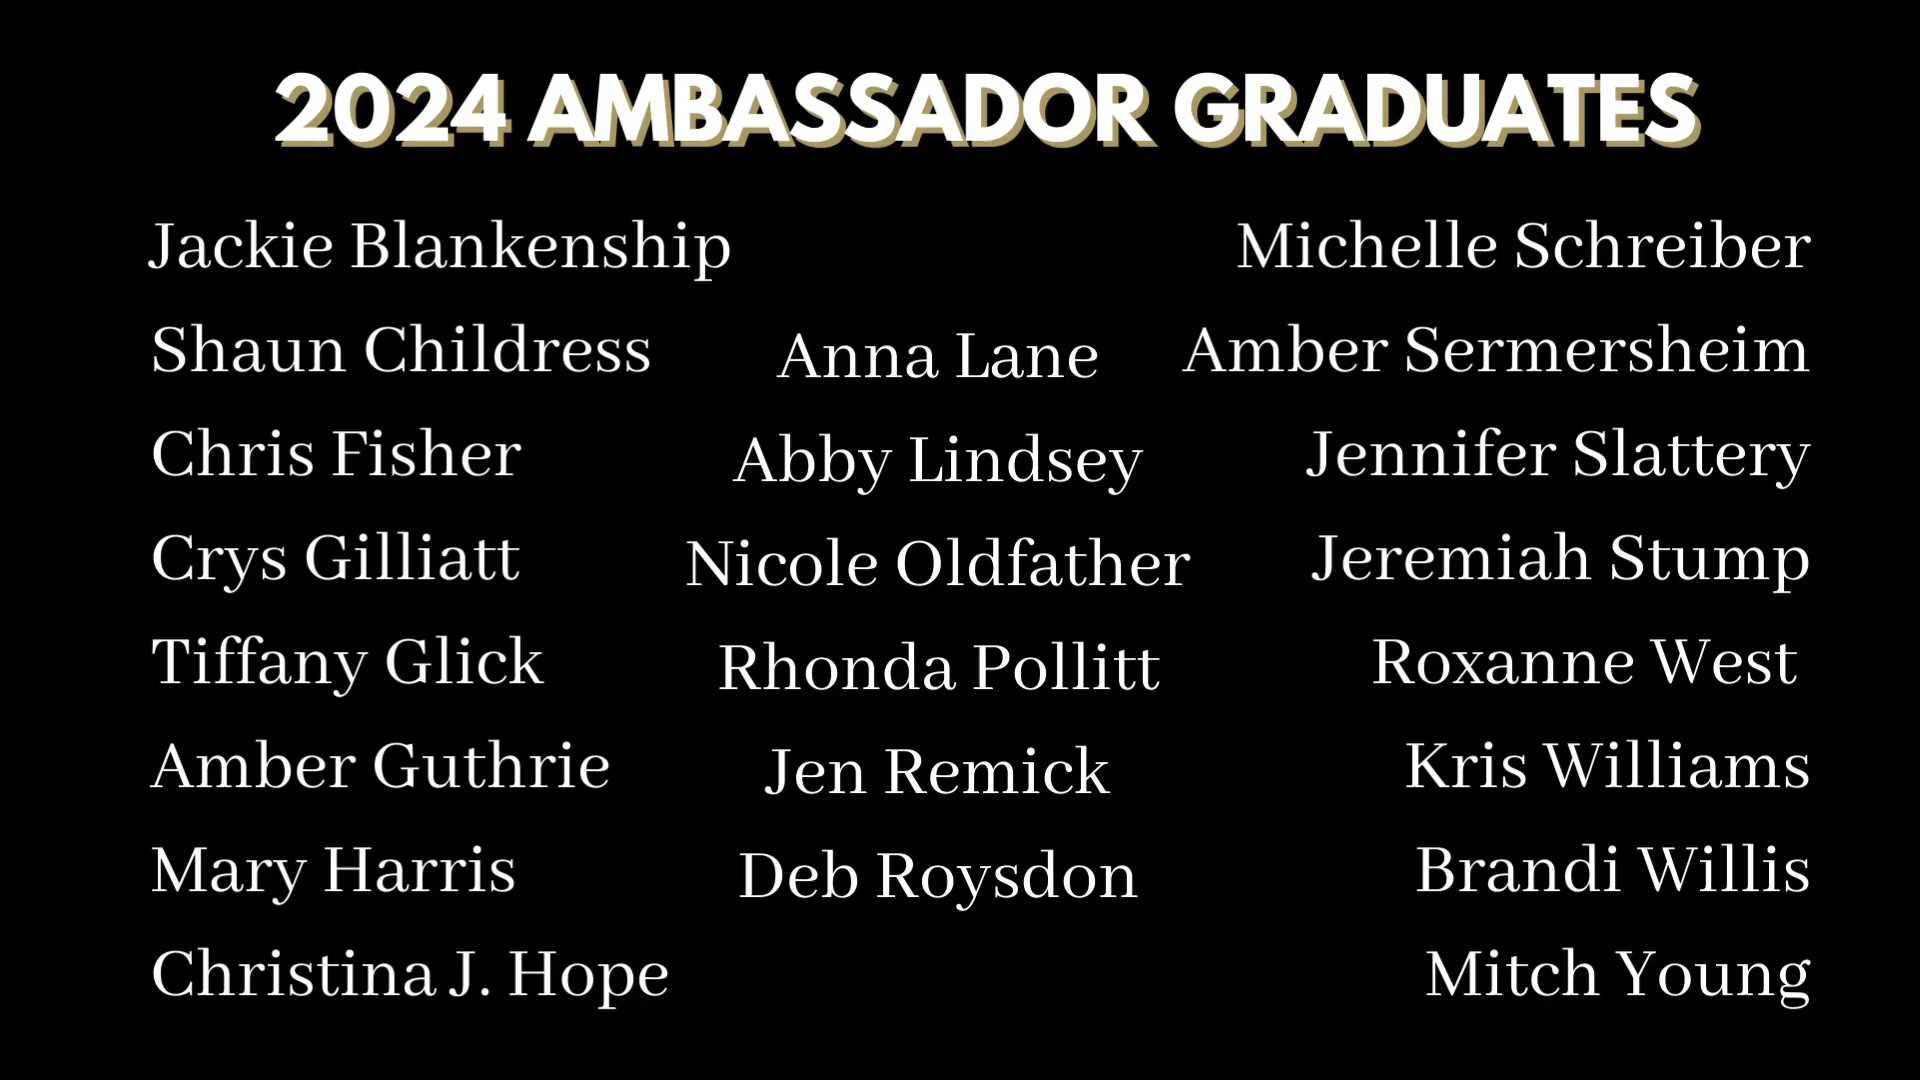 2024 AMBASSADOR GRADUATES
Jackie Blankenship
Shaun Childress
Chris Fisher
Crys Gilliatt
Tiffany Glick
Amber Guthrie
Mary Harris
Christina J. Hope
Anna Lane
Abby Lindsey
Nicole Oldfather
Rhonda Pollitt
Jen Remick
Deb Roysdon
Michelle Schreiber
Amber Sermersheim
Jennifer Slattery
Jeremiah Stump
Roxanne West
Kris Williams
Brandi Willis
Mitch Young